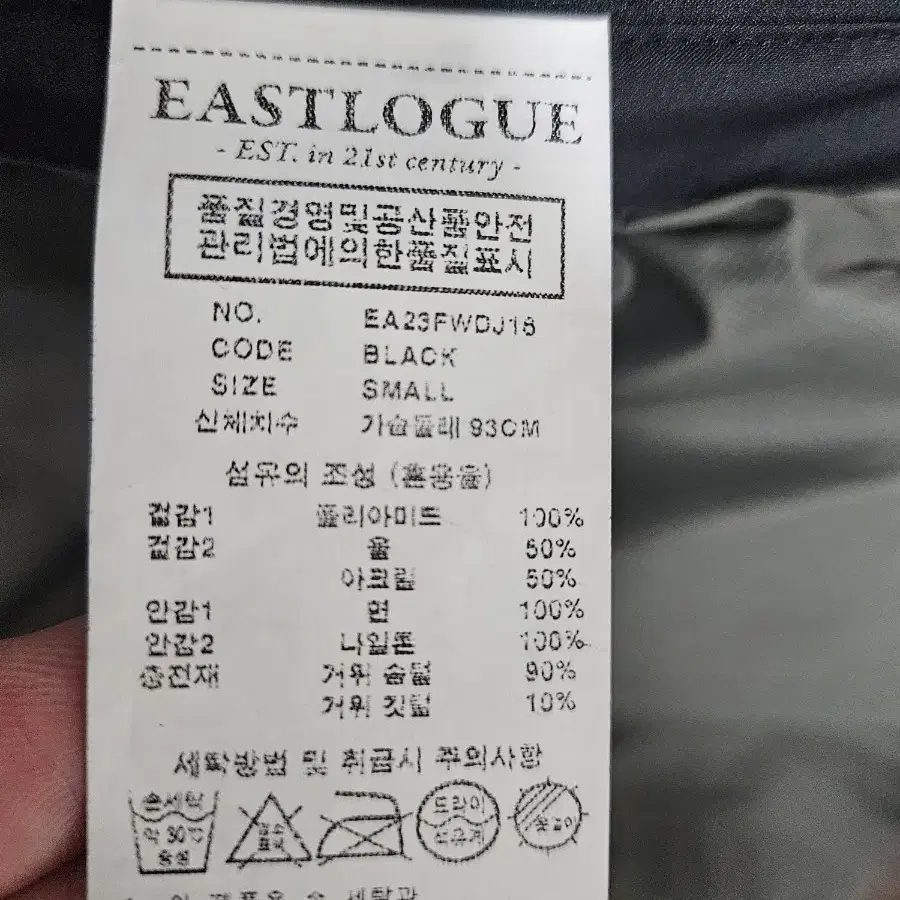 EASTLOGUE
- EST. in 21st century -
품질경영및공산품안전
관리법에의한품질표시
NO. EA23FWDJ16
CODE BLACK
SIZE SMALL
신체치수 가슴둘레 93CM
섬유의 조성 (혼용율)
겉감1 폴리아미드 100%
겉감2 울 50%
아크릴 50%
안감1 면 100%
안감2 나일론 100%
충전재 거위 솜털 90%
거위 깃털 10%
세탁방법 및 취급시 주의사항
손세탁 드라이
약 30℃
중성